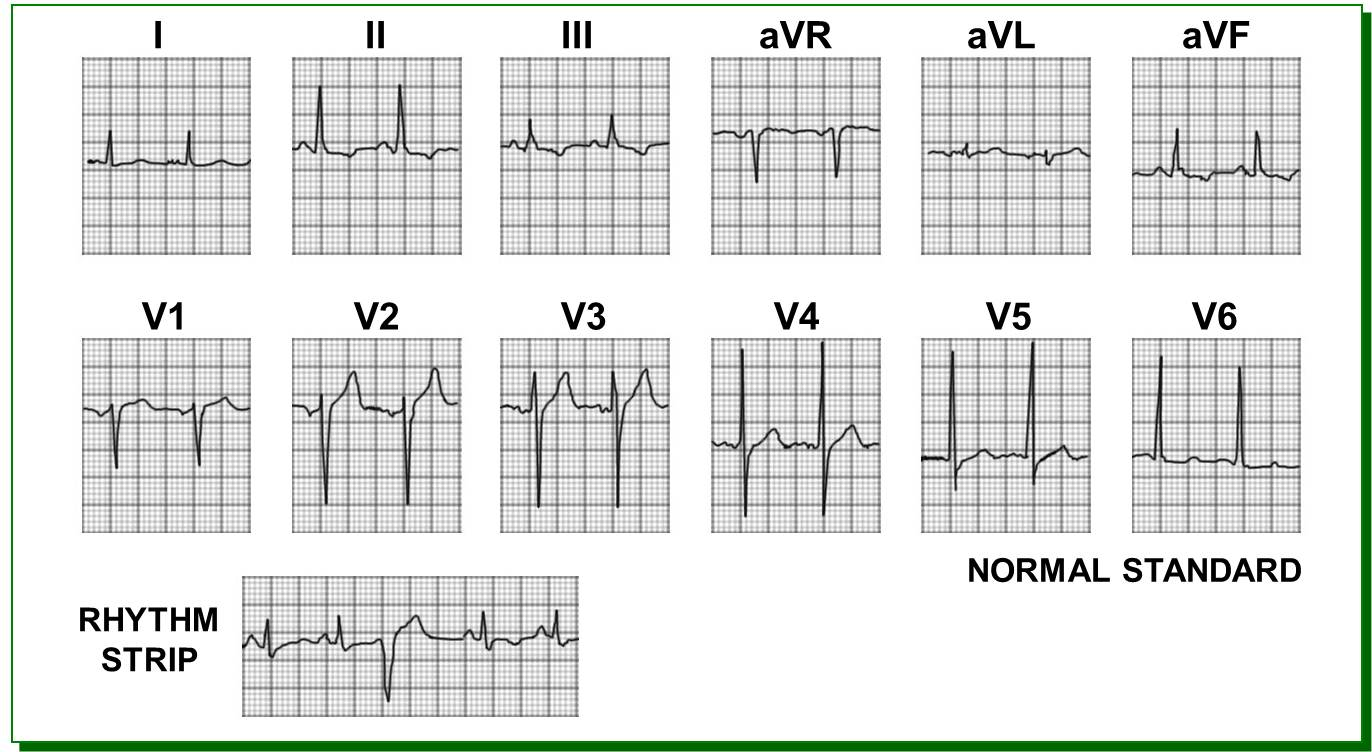 I II III aVR aVL aVF
V1 V2 V3 V4 V5 V6
NORMAL STANDARD
RHYTHM
STRIP